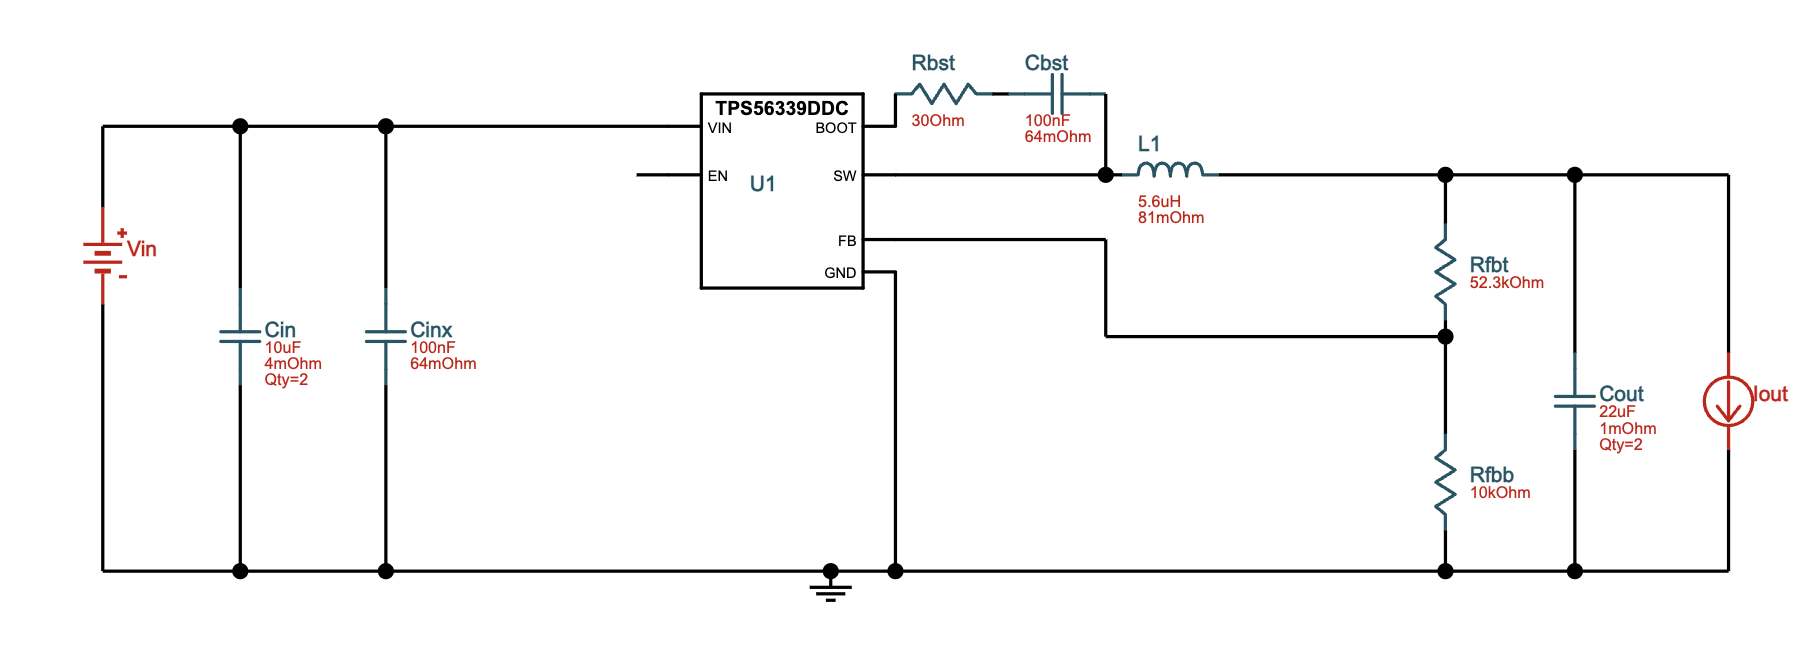 Rbst
30Ohm
Cbst
100nF
64mOhm
TPS56339DDC
VIN
BOOT
EN
SW
U1
FB
GND
L1
5.6uH
81mOhm
+
Vin
-
Cin
10uF
4mOhm
Qty=2
Cinx
100nF
64mOhm
Rfbt
52.3kOhm
Rfbb
10kOhm
Cout
22uF
1mOhm
Qty=2
Iout